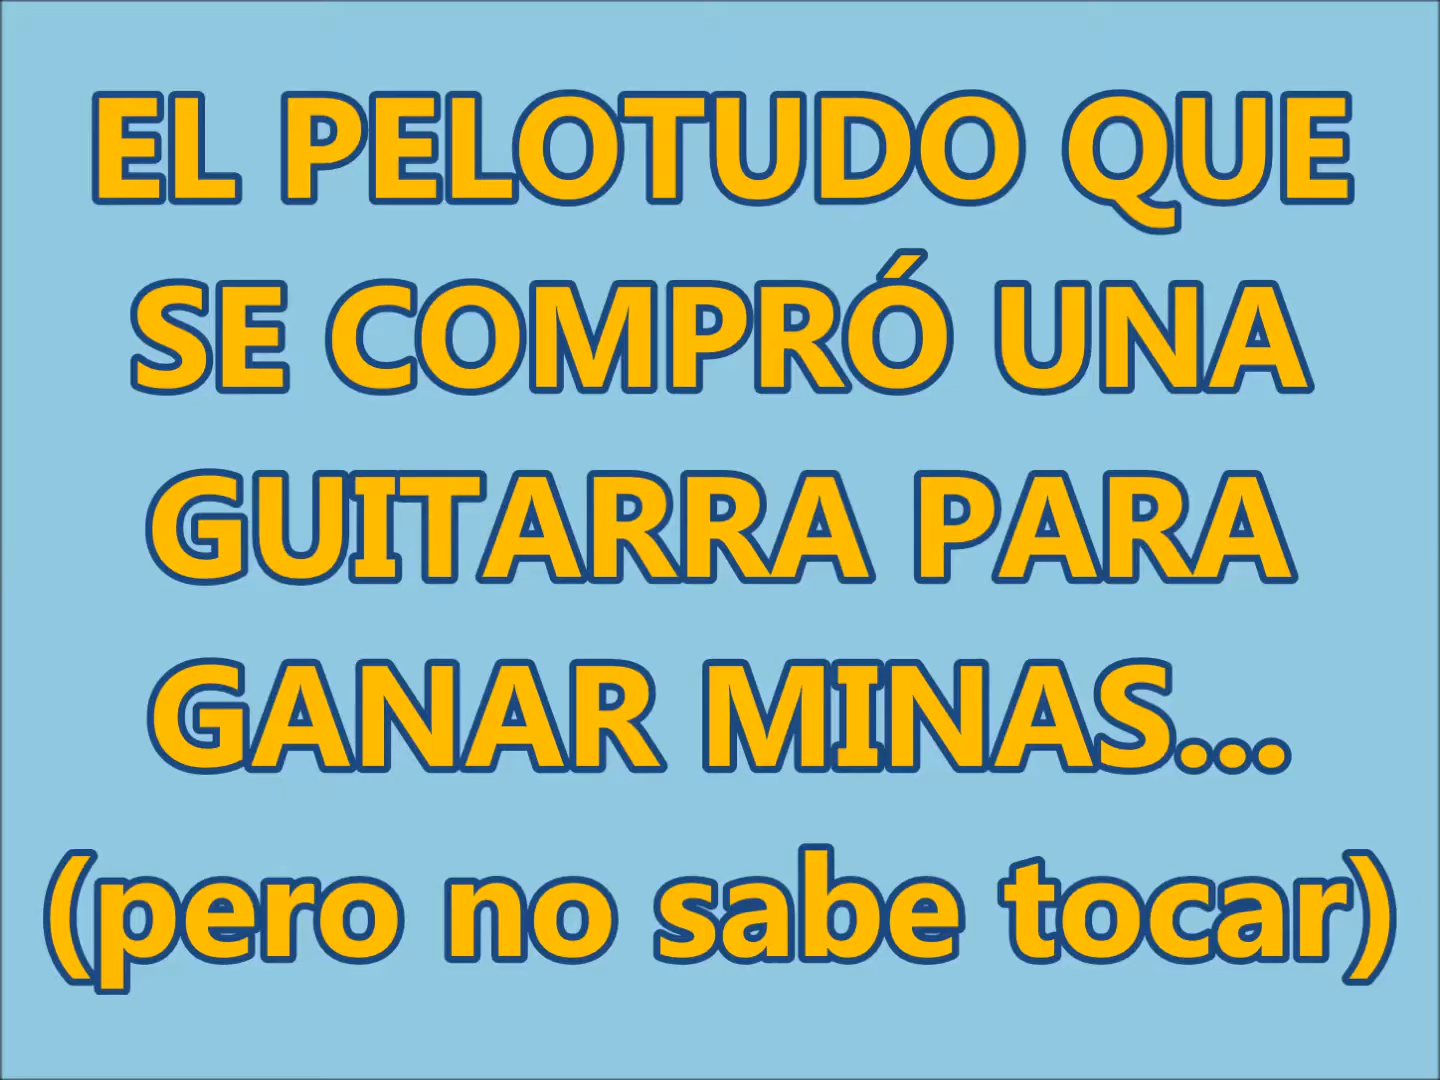 EL PELOTUDO QUE
SE COMPRÓ UNA
GUITARRA PARA
GANAR MINAS...
(pero no sabe tocar)